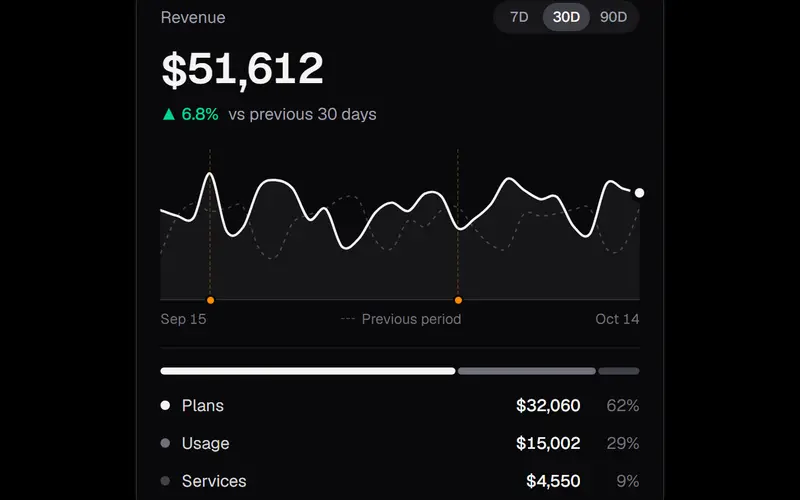 Revenue
7D 30D 90D
$51,612
▲ 6.8% vs previous 30 days
Sep 15 --- Previous period Oct 14
Plans $32,060 62%
Usage $15,002 29%
Services $4,550 9%